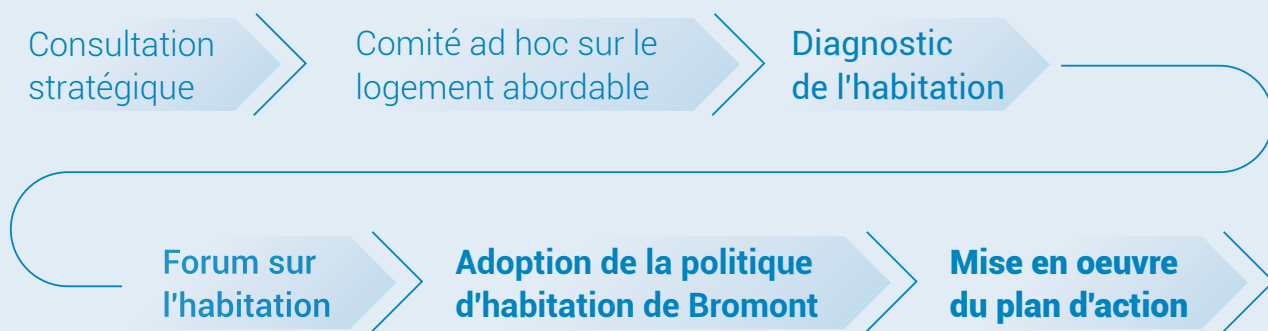 Consultation
stratégique
Comité ad hoc sur le
logement abordable
Diagnostic
de l'habitation
Forum sur
l'habitation
Adoption de la politique
d'habitation de Bromont
Mise en oeuvre
du plan d'action